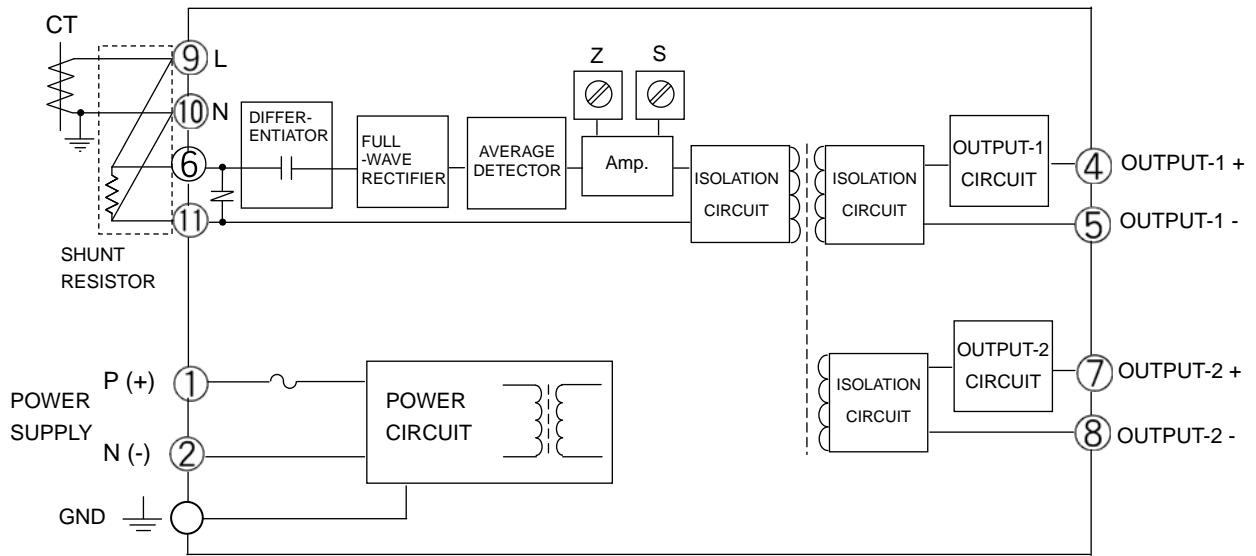 CT
9 L
10 N
6
11
SHUNT
RESISTOR
DIFFER-
ENTIATOR
FULL
-WAVE
RECTIFIER
AVERAGE
DETECTOR
Z
S
Amp.
ISOLATION
CIRCUIT
ISOLATION
CIRCUIT
OUTPUT-1
CIRCUIT
4 OUTPUT-1 +
5 OUTPUT-1 -
POWER
SUPPLY
P (+) 1
N (-) 2
GND
POWER
CIRCUIT
ISOLATION
CIRCUIT
OUTPUT-2
CIRCUIT
7 OUTPUT-2 +
8 OUTPUT-2 -